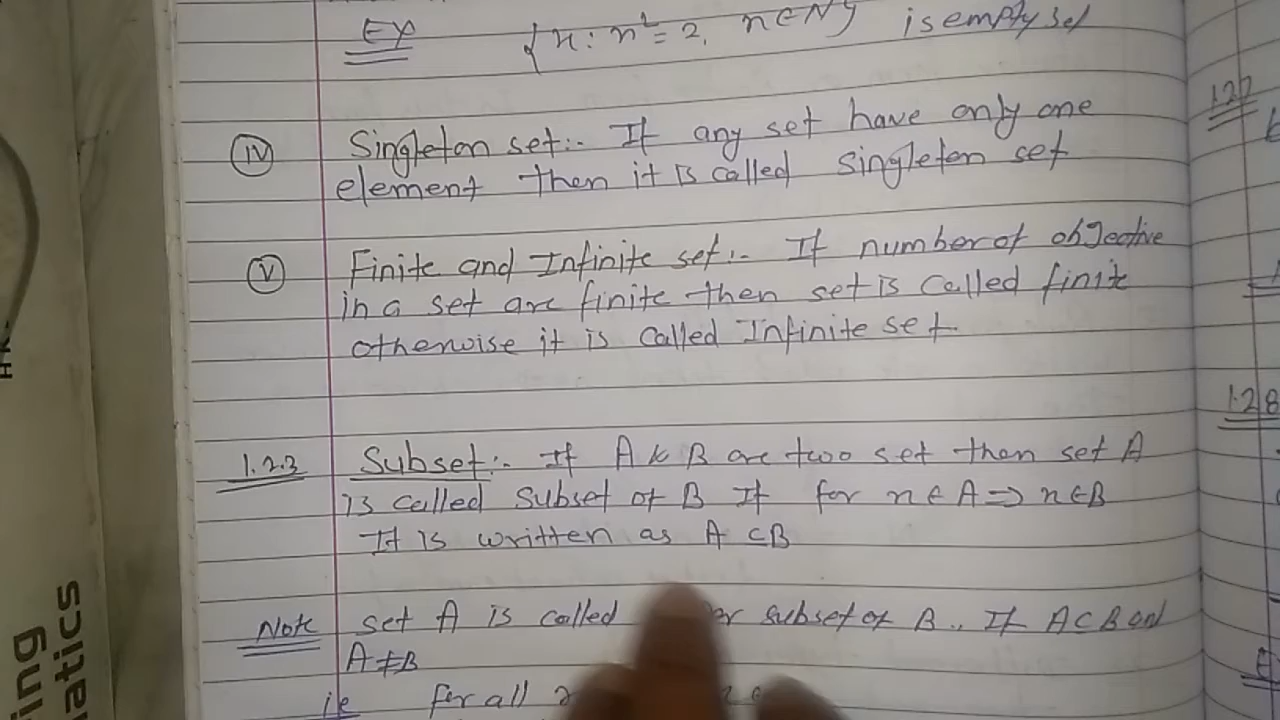 Ex {n : n² = 2, n ∈ N} is empty set
(iv) Singleton set:- If any set have only one
element then it is called singleton set
(v) Finite and Infinite set:- If number of objective
in a set are finite then set is called finite
otherwise it is called Infinite set.
1.2.3 Subset:- If A & B are two set then set A
is called subset of B If for n ∈ A ⇒ n ∈ B
It is written as A ⊂ B
Note set A is called subset of B. If A ⊂ B and
A ≠ B
ie for all
1.27
1.28
ing
atics